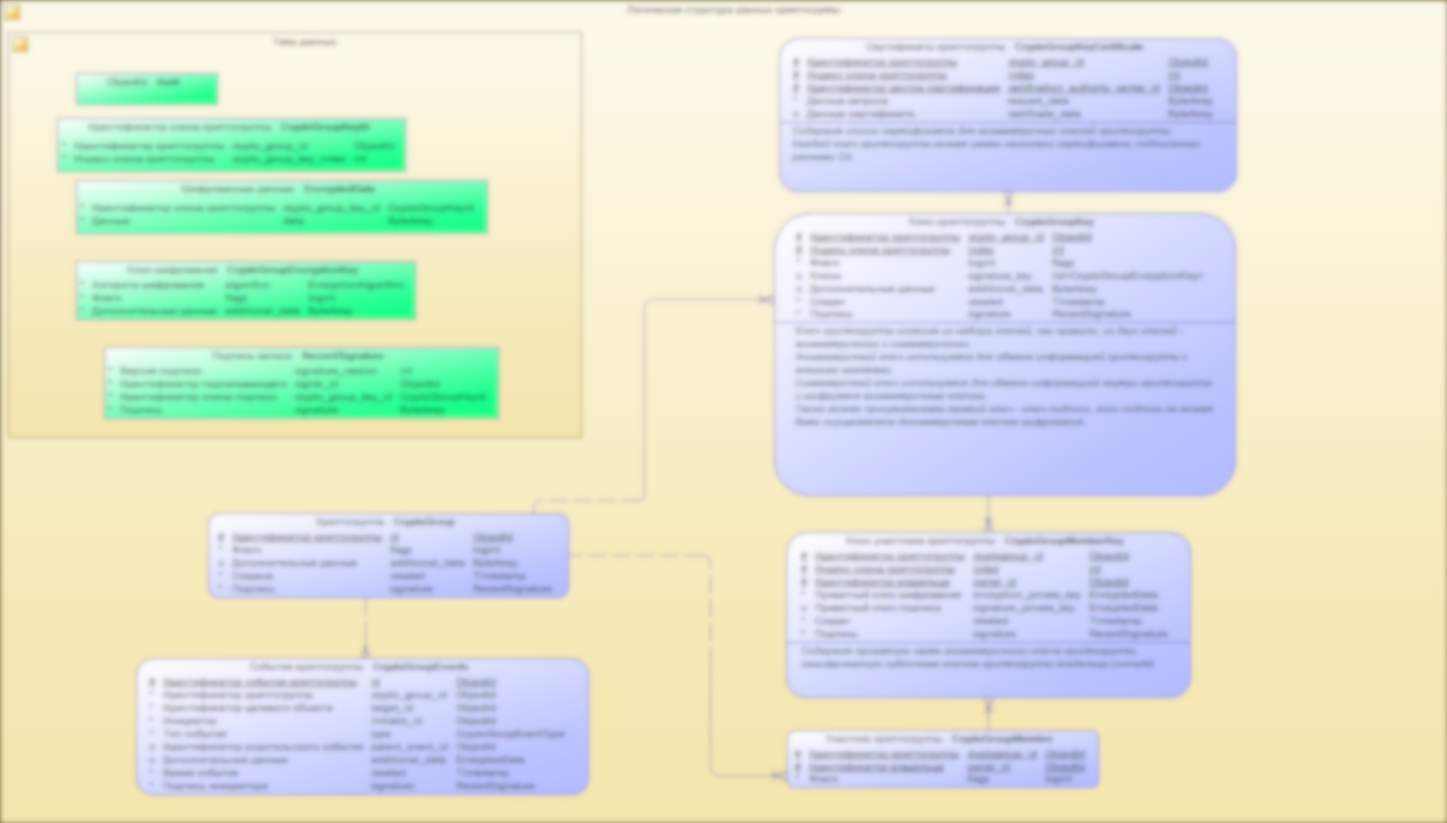 Логическая структура данных криптогруппы
Типы данных
ObjectId Uuid
Идентификатор ключа криптогруппы CryptoGroupKeyId
* Идентификатор криптогруппы crypto_group_id ObjectId
* Индекс ключа криптогруппы crypto_group_key_index int
Шифрованные данные EncryptedData
* Идентификатор ключа криптогруппы crypto_group_key_id CryptoGroupKeyId
* Данные data ByteArray
Ключ шифрования CryptoGroupEncryptionKey
* Алгоритм шифрования algorithm EncryptionAlgorithm
* Флаги flags bigint
* Дополнительные данные additional_data ByteArray
Подпись записи RecordSignature
* Версия подписи signature_version int
* Идентификатор подписывающего signer_id ObjectId
* Идентификатор ключа подписи crypto_group_key_id CryptoGroupKeyId
* Подпись signature ByteArray
Сертификаты криптогруппы CryptoGroupKeyCertificate
# Идентификатор криптогруппы crypto_group_id ObjectId
# Индекс ключа криптогруппы index int
# Идентификатор центра сертификации certification_authority_center_id ObjectId
* Данные запроса request_data ByteArray
o Данные сертификата certificate_data ByteArray
Содержит список сертификатов для асимметричных ключей криптогруппы.
Каждый ключ криптогруппы может иметь несколько сертификатов, подписанных
разными CA.
Ключ криптогруппы CryptoGroupKey
# Идентификатор криптогруппы crypto_group_id ObjectId
# Индекс ключа криптогруппы index int
* Флаги bigint flags
o Ключи signature_key list<CryptoGroupEncryptionKey>
o Дополнительные данные additional_data ByteArray
* Создан created Timestamp
* Подпись signature RecordSignature
Ключ криптогруппы состоит из набора ключей, как правило, из двух ключей -
асимметричного и симметричного.
Асимметричный ключ используется для обмена информацией криптогруппы с
внешними
Симметричный ключ используется для обмена информацией внутри криптогруппы
и шифруется асимметричным ключом.
Также может присутствовать третий ключ - ключ подписи, если подпись не может
быть осуществлена Асимметричным ключом шифрования.
Криптогруппа CryptoGroup
# Идентификатор криптогруппы id ObjectId
* Флаги flags bigint
o Дополнительные данные additional_data ByteArray
* Создана created Timestamp
* Подпись signature RecordSignature
Ключ участника криптогруппы CryptoGroupMemberKey
# Идентификатор криптогруппы cryptogroup_id ObjectId
# Индекс ключа криптогруппы index int
# Идентификатор владельца owner_id ObjectId
* Приватный ключ шифрования encryption_private_key EncryptedData
o Приватный ключ подписи signature_private_key EncryptedData
* Создан created Timestamp
* Подпись signature RecordSignature
Содержит приватную часть асимметричного ключа криптогруппы,
зашифрованную публичным ключом криптогруппы владельца (ownerId)
События криптогруппы CryptoGroupEvents
# Идентификатор события криптогруппы id ObjectId
* Идентификатор криптогруппы crypto_group_id ObjectId
* Идентификатор целевого объекта target_id ObjectId
* Инициатор initiator_id ObjectId
* Тип события type CryptoGroupEventType
o Идентификатор родительского события parent_event_id ObjectId
o Дополнительные данные additional_data EncryptedData
* Время события created Timestamp
* Подпись инициатора signature RecordSignature
Участник криптогруппы CryptoGroupMember
# Идентификатор криптогруппы cryptogroup_id ObjectId
# Идентификатор владельца owner_id ObjectId
* Флаги flags bigint